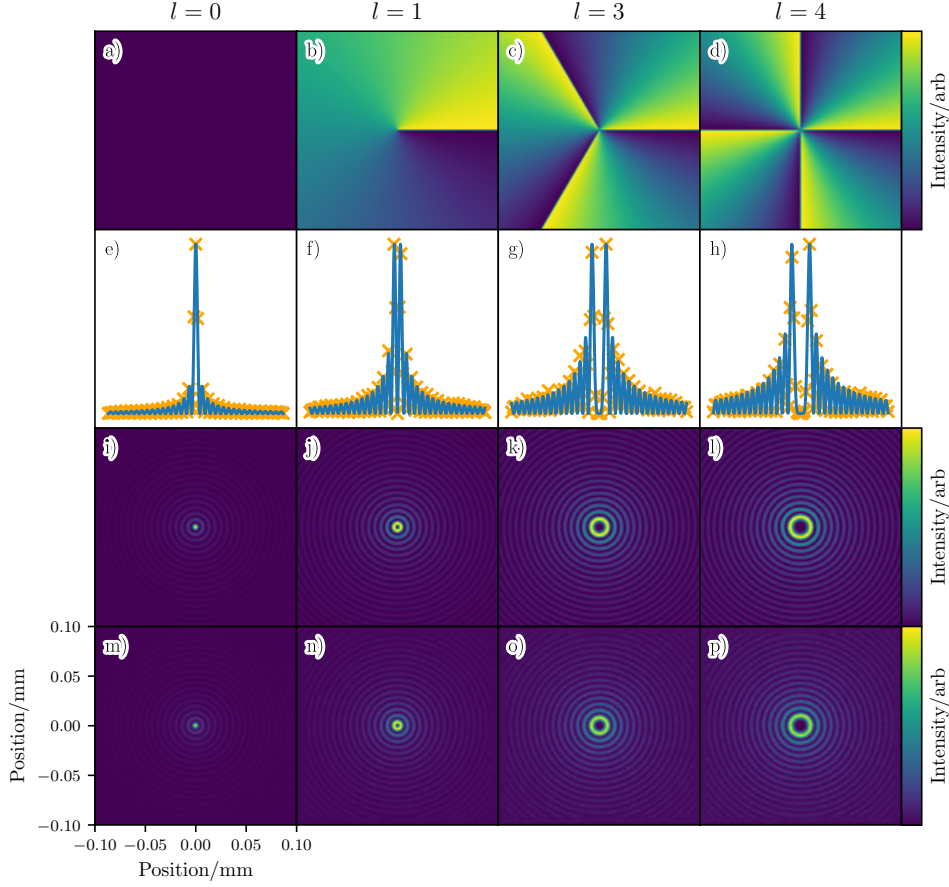 l = 0 l = 1 l = 3 l = 4
a) b) c) d)
Intensity/arb
e) f) g) h)
i) j) k) l)
Intensity/arb
m) n) o) p)
Intensity/arb
0.10
0.05
0.00
−0.05
−0.10
Position/mm
−0.10 −0.05 0.00 0.05 0.10
Position/mm